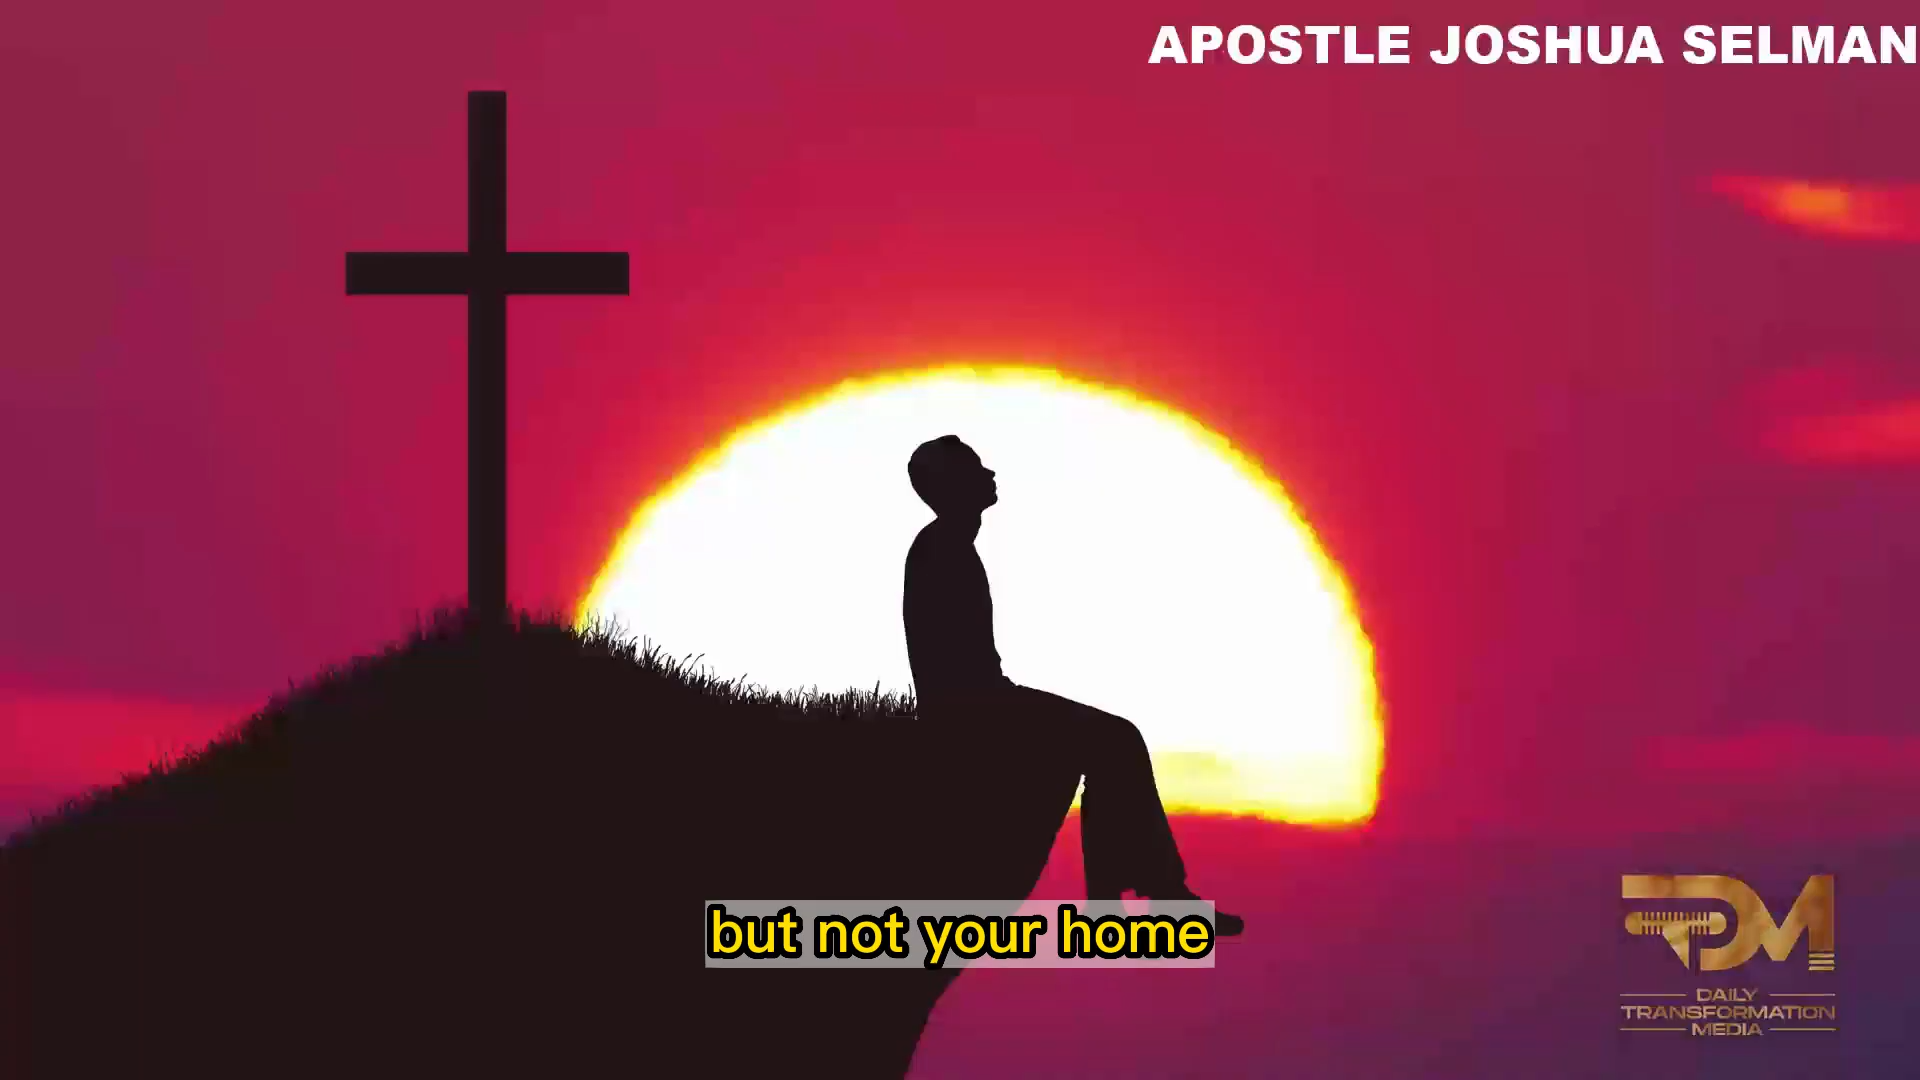 APOSTLE JOSHUA SELMAN
but not your home
DAILY
TRANSFORMATION
MEDIA